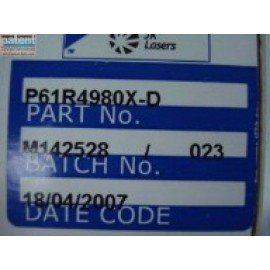 JK
Lasers
P61R4980X-D
PART No.
M142528 / 023
BATCH No.
18/04/2007
DATE CODE